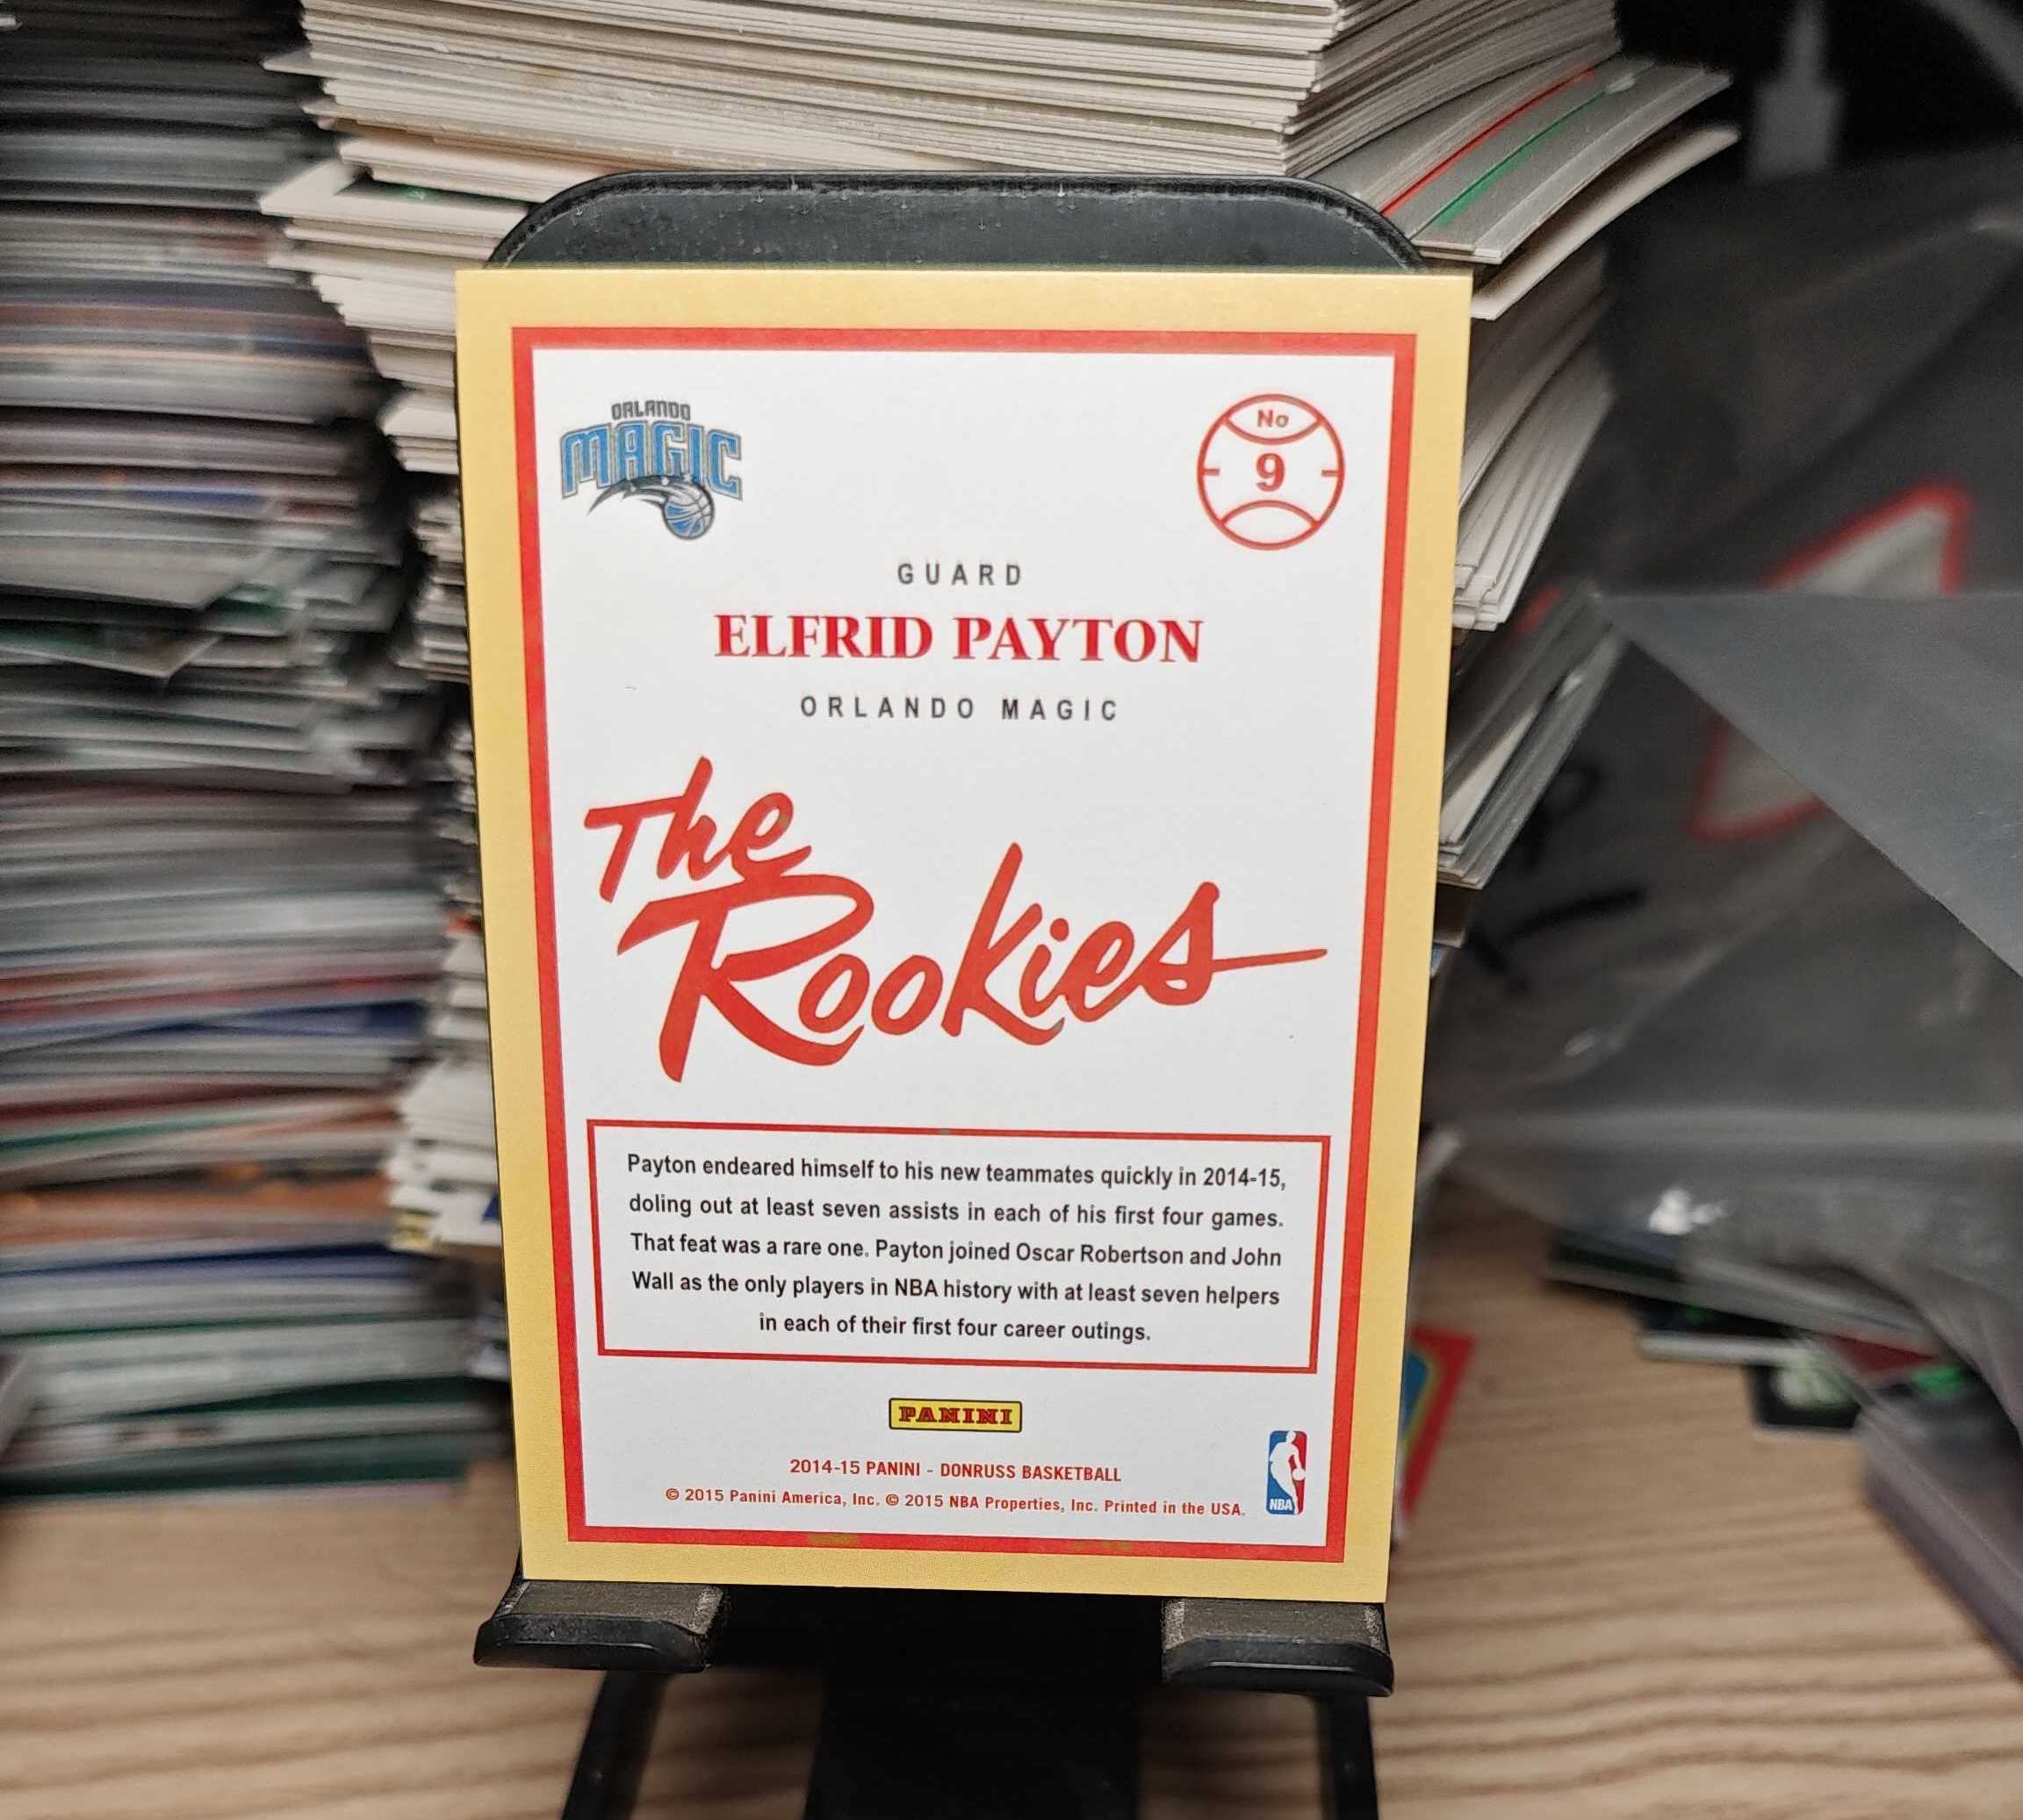 ORLANDO
MAGIC
No
9
GUARD
ELFRID PAYTON
ORLANDO MAGIC
The
Rookies
Payton endeared himself to his new teammates quickly in 2014-15,
doling out at least seven assists in each of his first four games.
That feat was a rare one. Payton joined Oscar Robertson and John
Wall as the only players in NBA history with at least seven helpers
in each of their first four career outings.
PANINI
2014-15 PANINI - DONRUSS BASKETBALL
© 2015 Panini America, Inc. © 2015 NBA Properties, Inc. Printed in the USA.
NBA